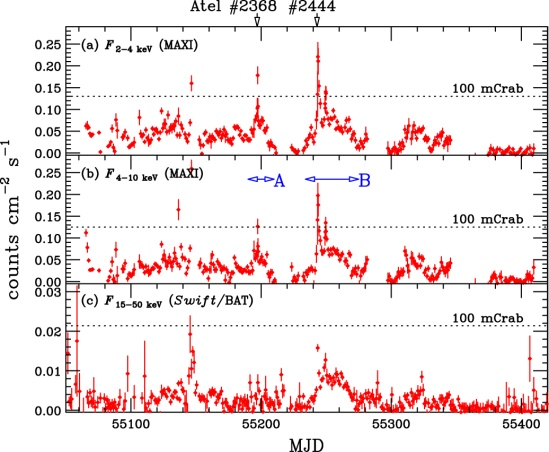 Atel #2368 #2444
(a) F2−4 keV (MAXI)
100 mCrab
0.25
0.20
0.15
0.10
0.05
0.00
(b) F4−10 keV (MAXI)
A
B
100 mCrab
0.25
0.20
0.15
0.10
0.05
0.00
(c) F15−50 keV (Swift/BAT)
100 mCrab
0.03
0.02
0.01
0.00
counts cm−2 s−1
55100 55200 55300 55400
MJD